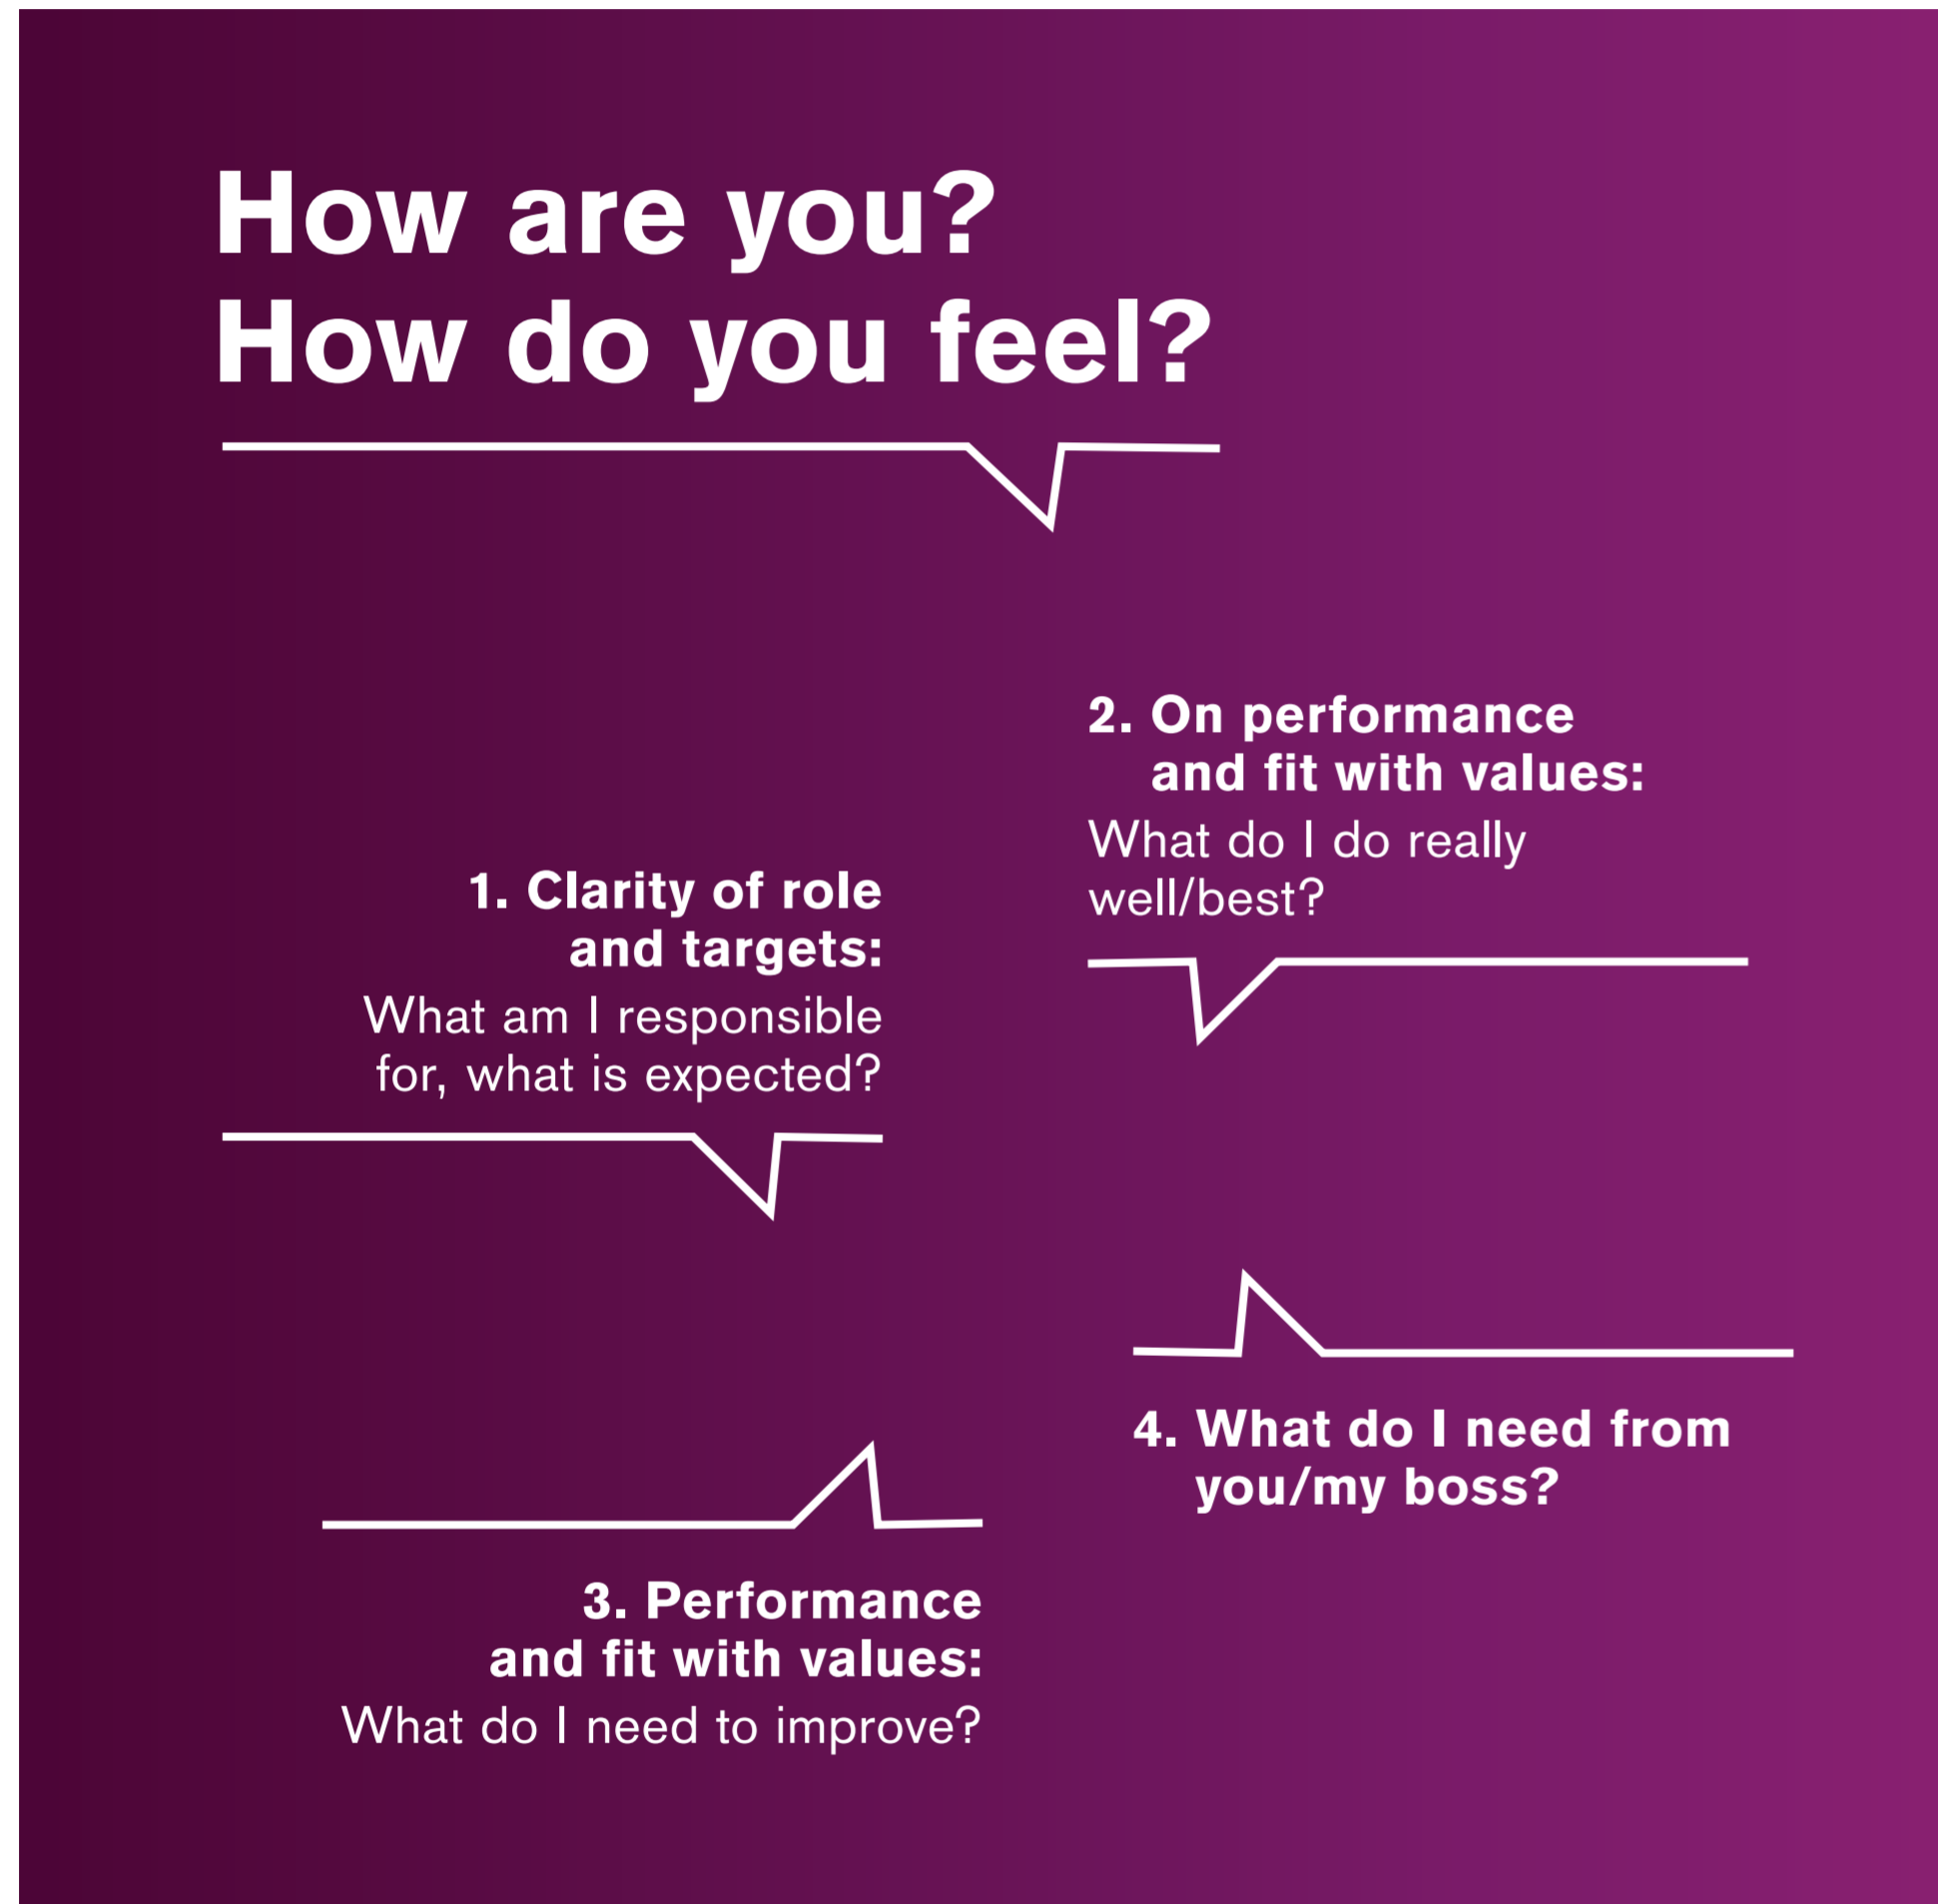 How are you?
How do you feel?
1. Clarity of role
and targets:
What am I responsible
for, what is expected?
2. On performance
and fit with values:
What do I do really
well/best?
3. Performance
and fit with values:
What do I need to improve?
4. What do I need from
you/my boss?